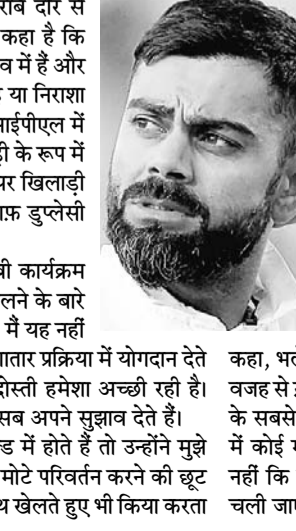 राब दौर से
कहा है कि
व में हैं और
या निराशा
आईपीएल में
ड़ी के रूप में
यर खिलाड़ी
ाफ़ डुप्लेसी
बी कार्यक्रम
लने के बारे
मैं यह नहीं
गातार प्रक्रिया में योगदान देते
दोस्ती हमेशा अच्छी रही है।
सब अपने सुझाव देते हैं।
ड में होते हैं तो उन्होंने मुझे
मोटे परिवर्तन करने की छूट
थ खेलते हुए भी किया करता
कहा, भले
वजह से
के सबसे
में कोई
नहीं कि
चली जाए